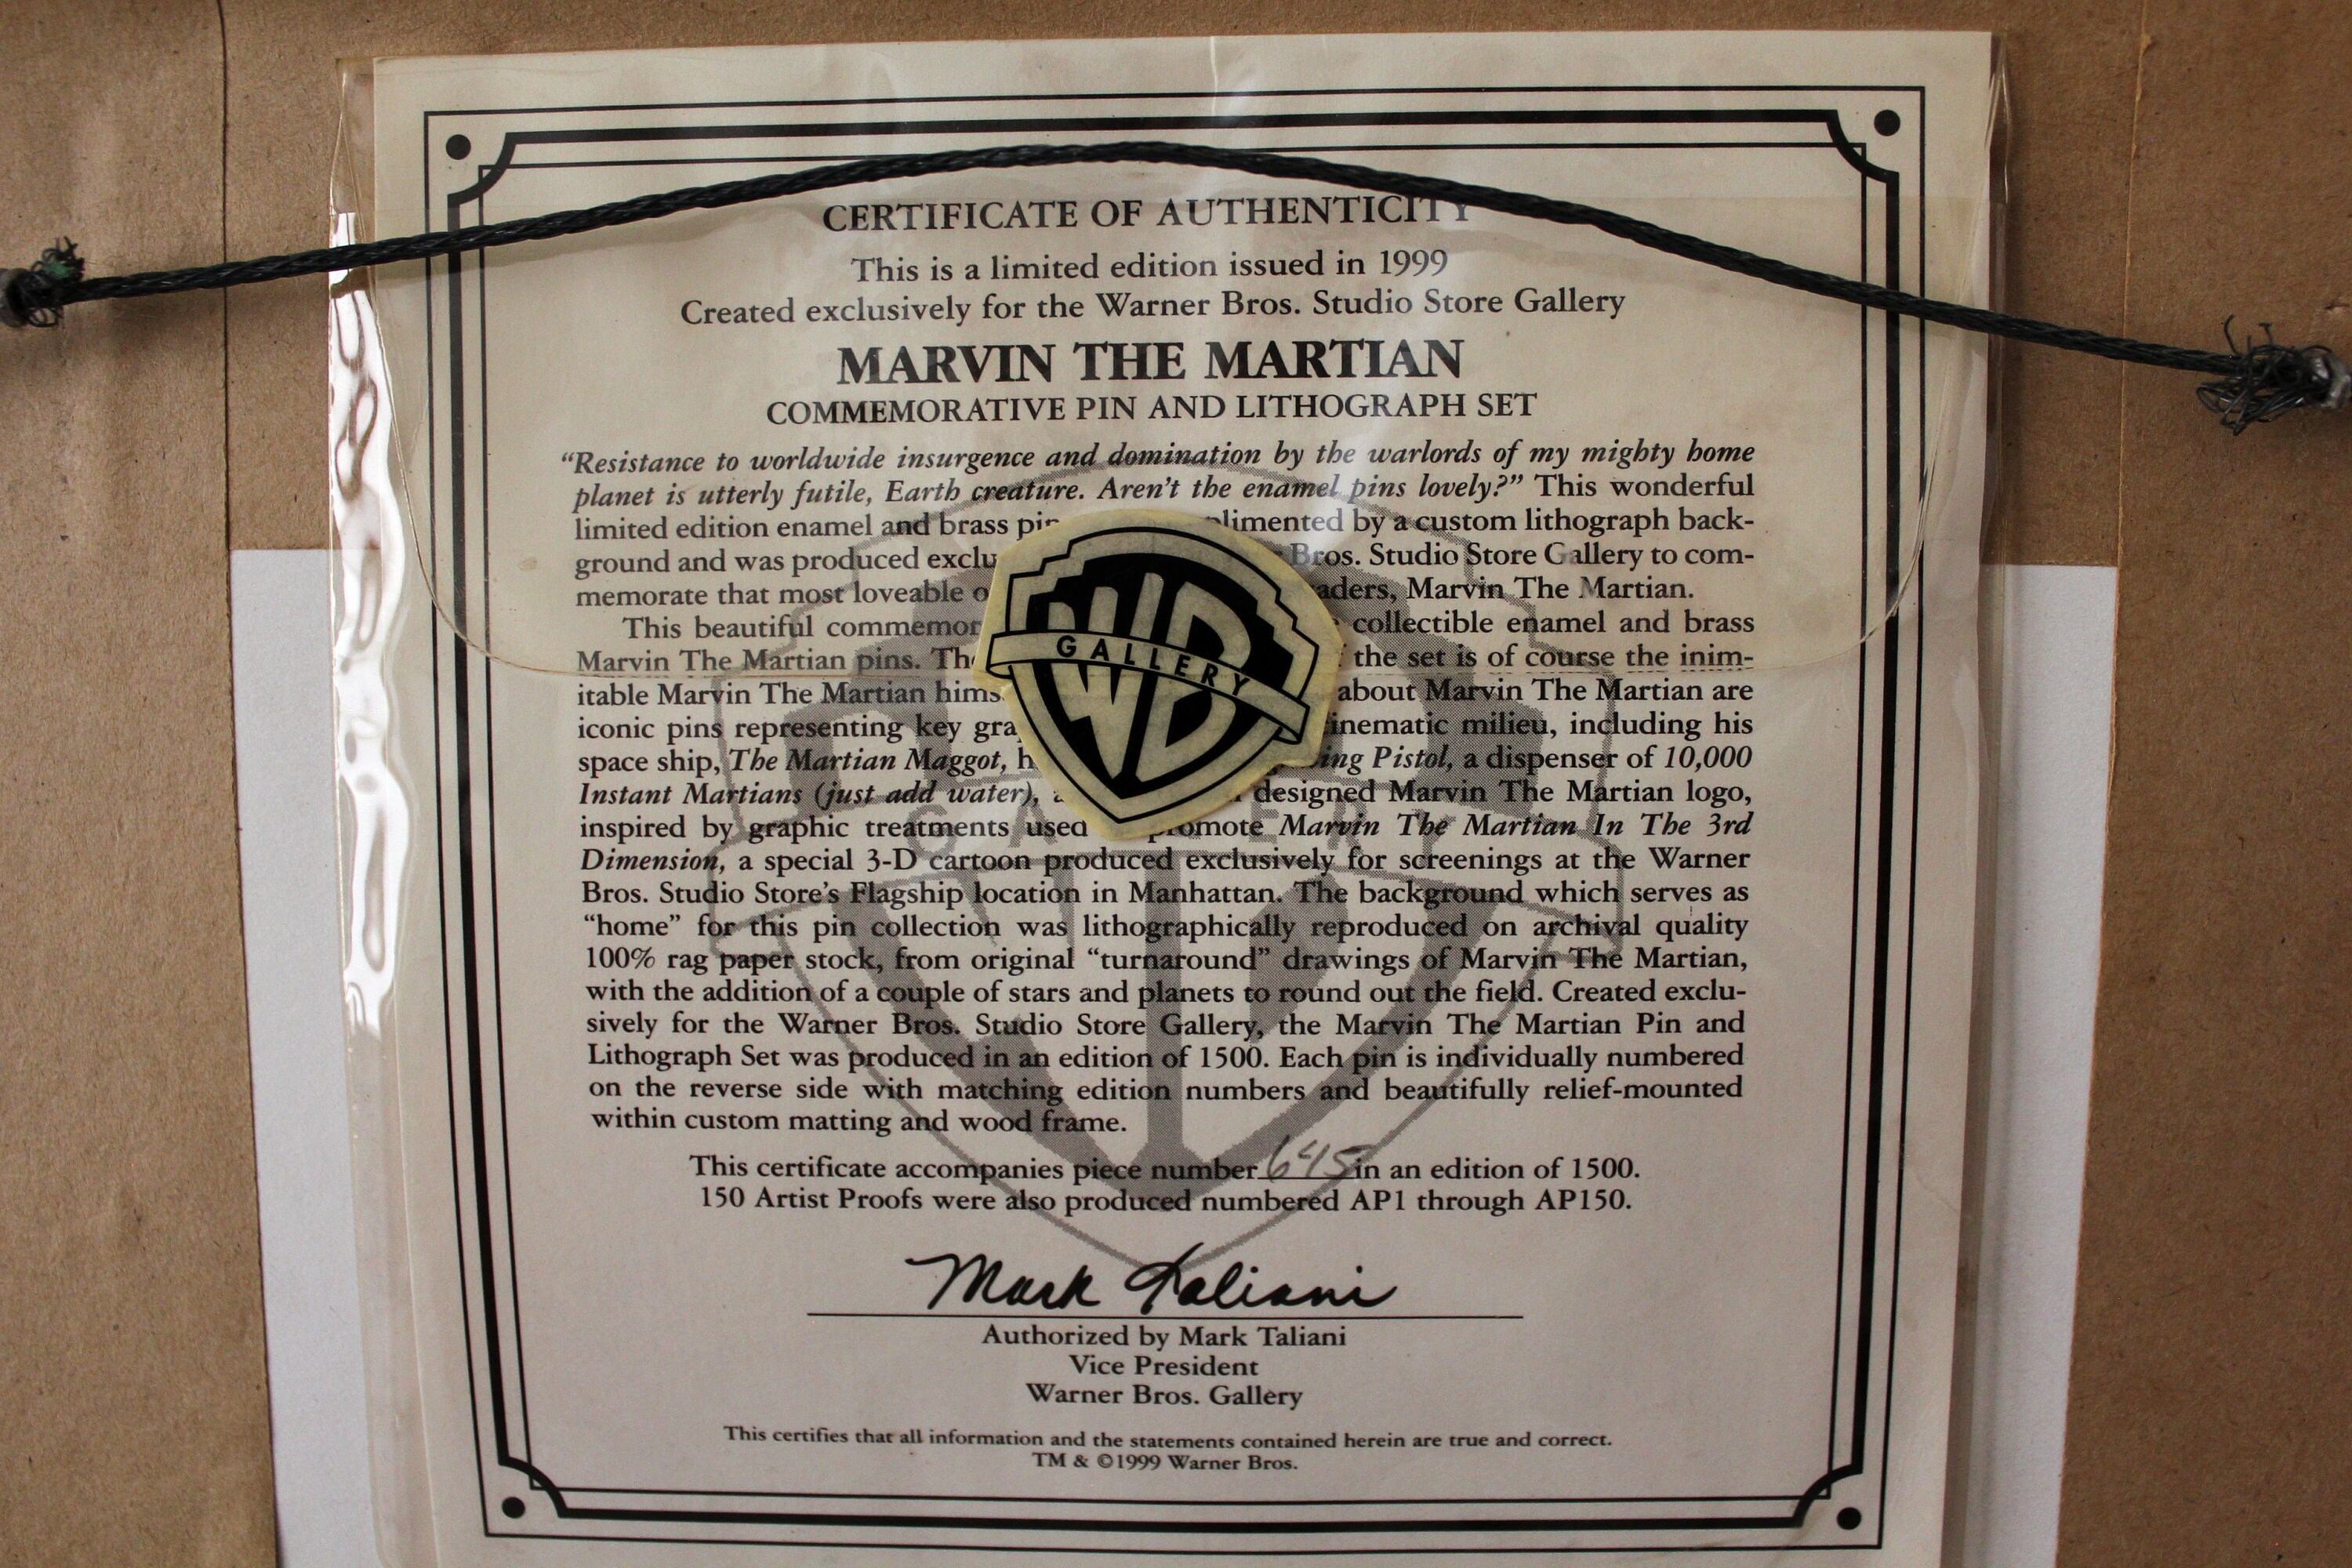 CERTIFICATE OF AUTHENTICITY
This is a limited edition issued in 1999
Created exclusively for the Warner Bros. Studio Store Gallery
MARVIN THE MARTIAN
COMMEMORATIVE PIN AND LITHOGRAPH SET
“Resistance to worldwide insurgence and domination by the warlords of my mighty home
planet is utterly futile, Earth creature. Aren’t the enamel pins lovely?” This wonderful
limited edition enamel and brass by a custom lithograph back-
ground and was produced Bros. Studio Store Gallery to com-
memorate that most loveable Marvin The Martian.
This beautiful collectible enamel and brass
Marvin The Martian pins. the set is of course the inim-
itable Marvin The Martian about Marvin The Martian are
iconic pins representing key milieu, including his
space ship, The Martian Maggot, Pistol, a dispenser of 10,000
Instant Martians (just add water), designed Marvin The Martian logo,
inspired by graphic treatments used promote Marvin The Martian In The 3rd
Dimension, a special 3-D cartoon produced exclusively for screenings at the Warner
Bros. Studio Store’s Flagship location in Manhattan. The background which serves as
“home” for this pin collection was lithographically reproduced on archival quality
100% rag paper stock, from original “turnaround” drawings of Marvin The Martian,
with the addition of a couple of stars and planets to round out the field. Created exclu-
sively for the Warner Bros. Studio Store Gallery, the Marvin The Martian Pin and
Lithograph Set was produced in an edition of 1500. Each pin is individually numbered
on the reverse side with matching edition numbers and beautifully relief-mounted
within custom matting and wood frame.
This certificate accompanies piece number 645 in an edition of 1500.
150 Artist Proofs were also produced numbered AP1 through AP150.
Mark Taliani
Authorized by Mark Taliani
Vice President
Warner Bros. Gallery
This certifies that all information and the statements contained herein are true and correct.
TM & ©1999 Warner Bros.
WB
GALLERY